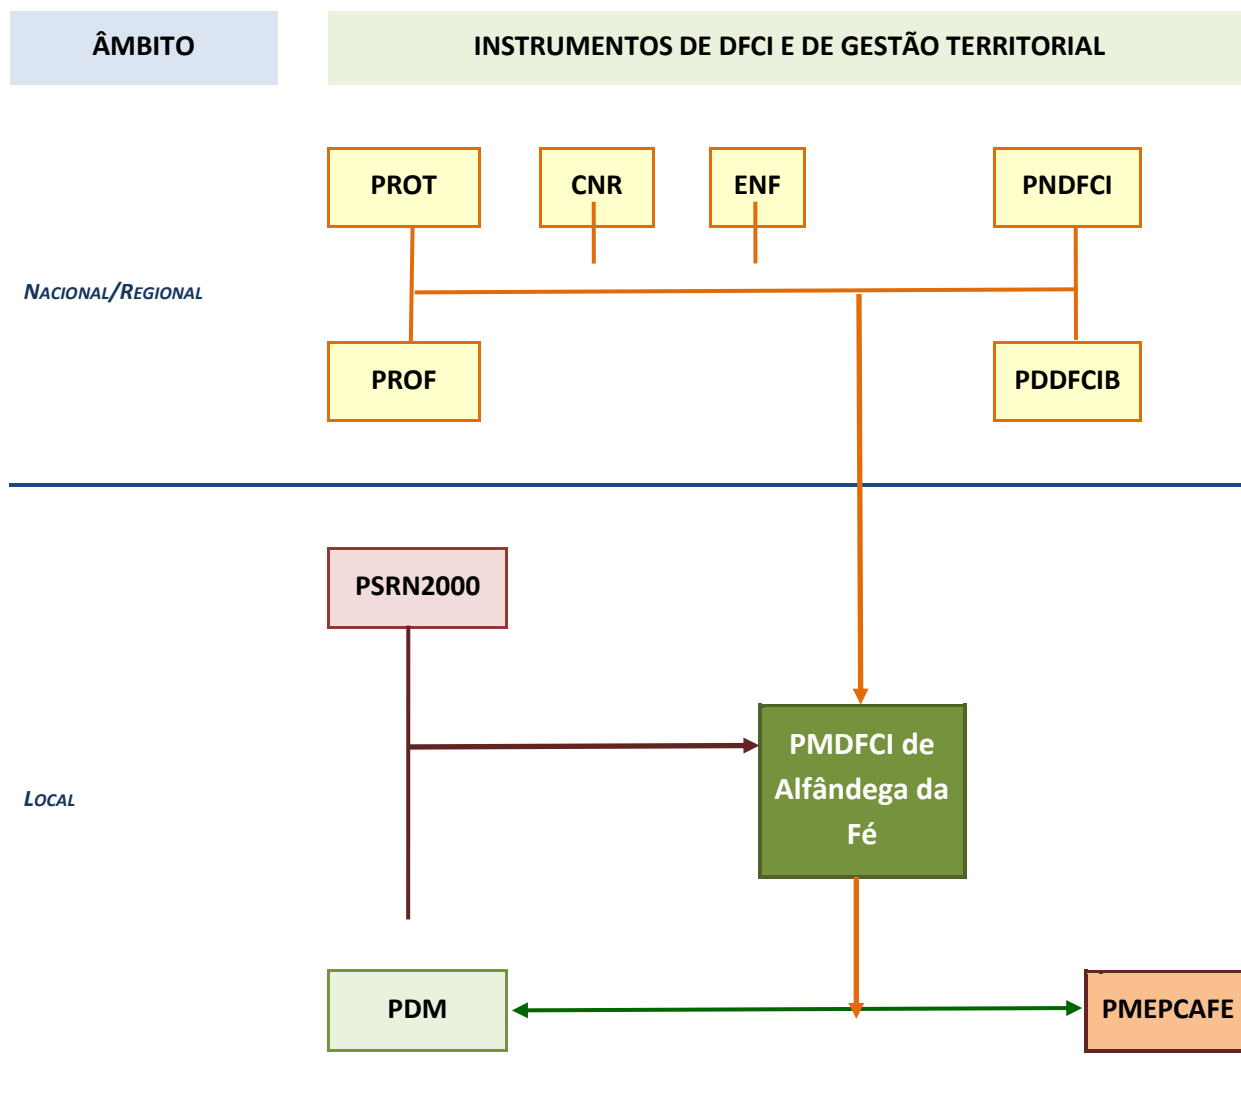 ÂMBITO
INSTRUMENTOS DE DFCI E DE GESTÃO TERRITORIAL
PROT
CNR
ENF
PNDFCI
NACIONAL/REGIONAL
PROF
PDDFCIB
PSRN2000
PMDFCI de
Alfândega da
Fé
LOCAL
PDM
PMEPCAFE